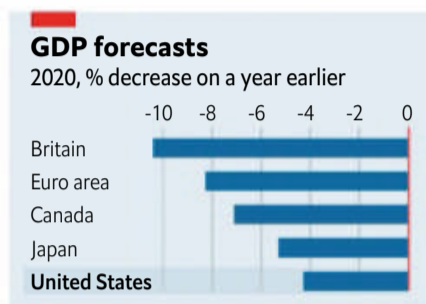 GDP forecasts
2020, % decrease on a year earlier
-10 -8 -6 -4 -2 0
Britain
Euro area
Canada
Japan
United States